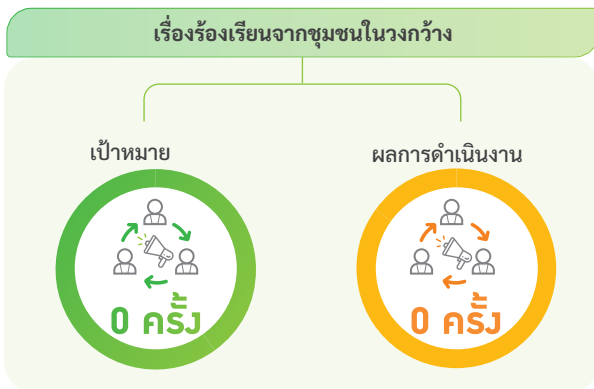 เรื่องร้องเรียนจากชุมชนในวงกว้าง
เป้าหมาย
ผลการดำเนินงาน
0 ครั้ง
0 ครั้ง